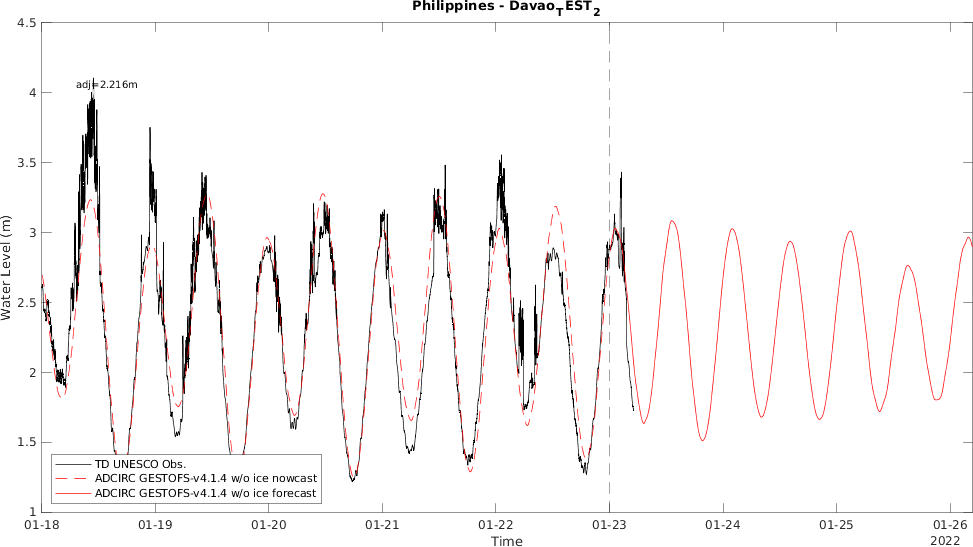 Philippines - Davao_TEST_2
4.5
4
3.5
3
2.5
2
1.5
1
Water Level (m)
adj=2.216m
TD UNESCO Obs.
ADCIRC GESTOFS-v4.1.4 w/o ice nowcast
ADCIRC GESTOFS-v4.1.4 w/o ice forecast
01-18 01-19 01-20 01-21 01-22 01-23 01-24 01-25 01-26
Time 2022